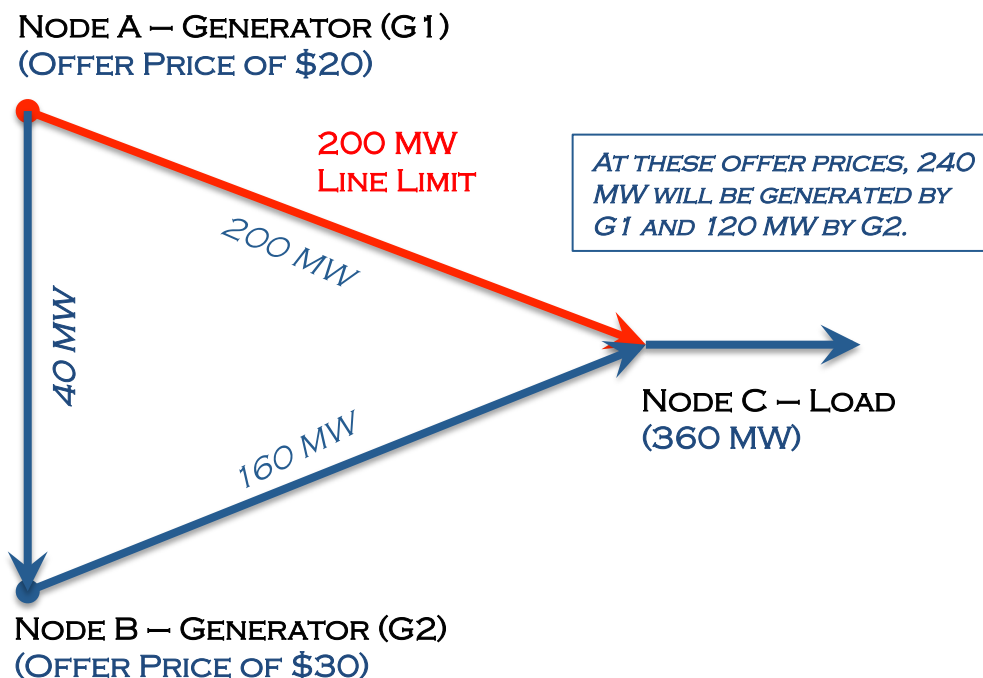 Node A – Generator (G1)
(Offer Price of $20)
200 MW
Line Limit
At these offer prices, 240
MW will be generated by
G1 and 120 MW by G2.
200 MW
40 MW
160 MW
Node C – Load
(360 MW)
Node B – Generator (G2)
(Offer Price of $30)